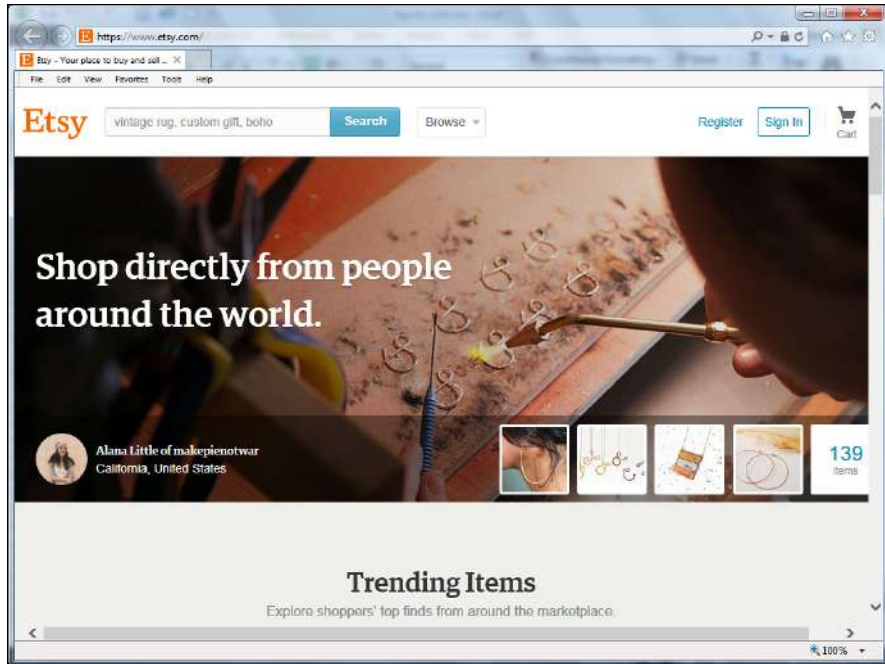 https://www.etsy.com/
Etsy - Your place to buy and sell ...
File Edit View Favorites Tools Help
Etsy
vintage rug, custom gift, boho
Search
Browse
Register
Sign In
Cart
Shop directly from people
around the world.
Alana Little of makepienotwar
California, United States
139
items
Trending Items
Explore shoppers' top finds from around the marketplace.
100%